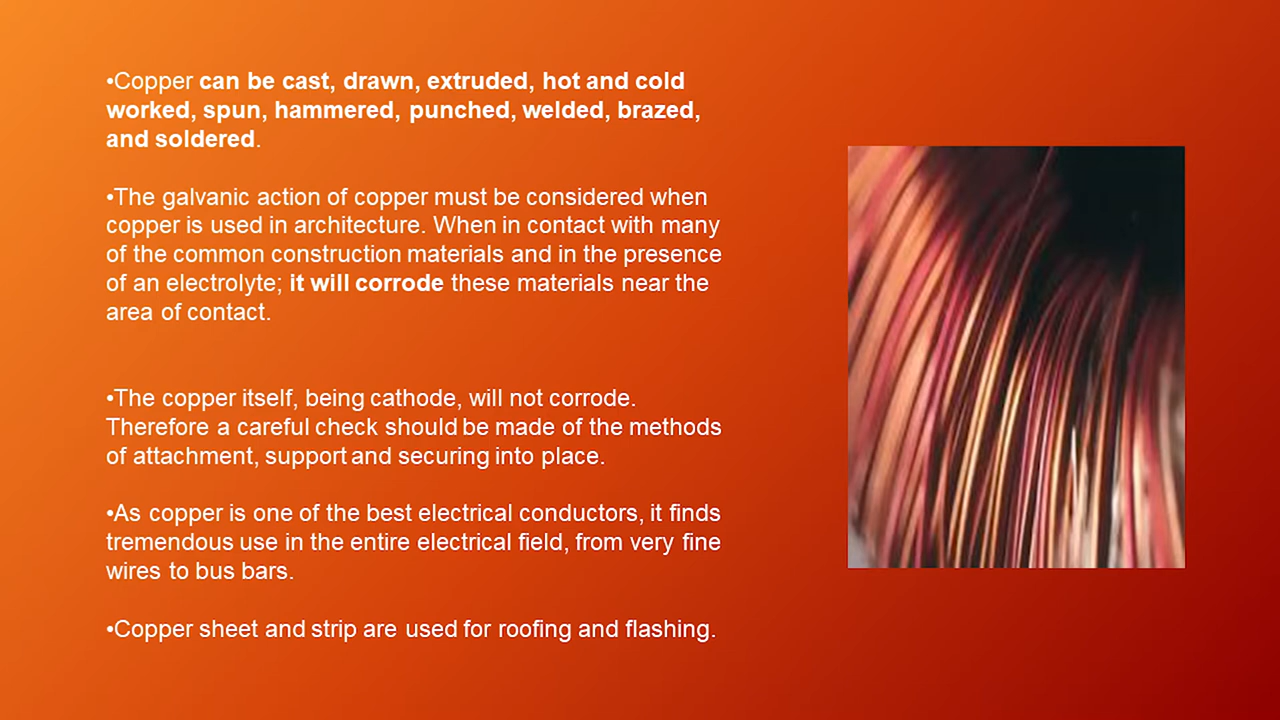 •Copper can be cast, drawn, extruded, hot and cold
worked, spun, hammered, punched, welded, brazed,
and soldered.
•The galvanic action of copper must be considered when
copper is used in architecture. When in contact with many
of the common construction materials and in the presence
of an electrolyte; it will corrode these materials near the
area of contact.
•The copper itself, being cathode, will not corrode.
Therefore a careful check should be made of the methods
of attachment, support and securing into place.
•As copper is one of the best electrical conductors, it finds
tremendous use in the entire electrical field, from very fine
wires to bus bars.
•Copper sheet and strip are used for roofing and flashing.